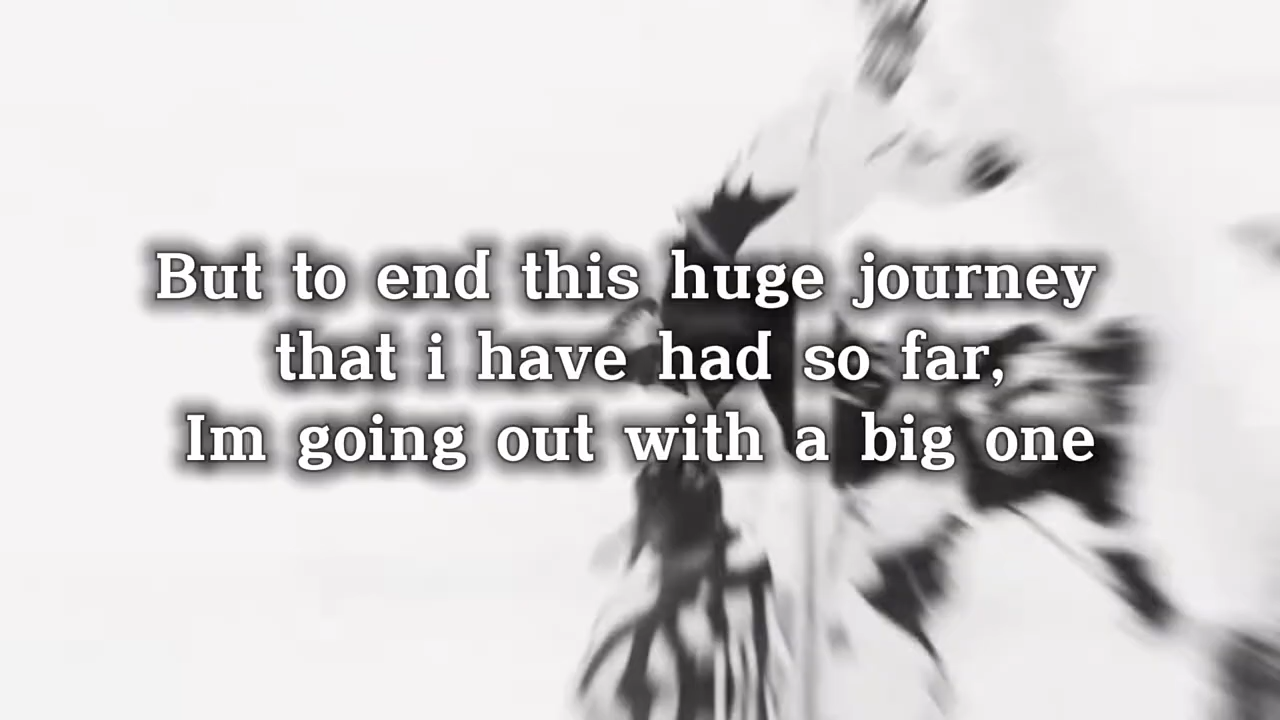 But to end this huge journey
that i have had so far,
Im going out with a big one